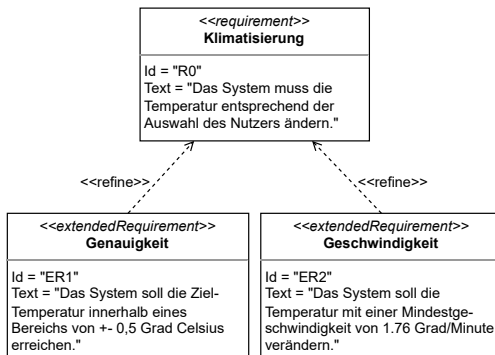 <<requirement>>
Klimatisierung
Id = "R0"
Text = "Das System muss die
Temperatur entsprechend der
Auswahl des Nutzers ändern."
<<refine>>
<<refine>>
<<extendedRequirement>>
Genauigkeit
Id = "ER1"
Text = "Das System soll die Ziel-
Temperatur innerhalb eines
Bereichs von +- 0,5 Grad Celsius
erreichen."
<<extendedRequirement>>
Geschwindigkeit
Id = "ER2"
Text = "Das System soll die
Temperatur mit einer Mindestge-
schwindigkeit von 1.76 Grad/Minute
verändern.